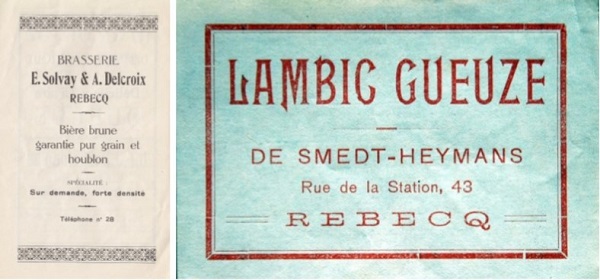 BRASSERIE
E. Solvay & A. Delcroix
REBECQ
Bière brune
garantie pur grain et
houblon
SPÉCIALITÉ :
Sur demande, forte densité
Téléphone nº 28
LAMBIC GUEUZE
DE SMEDT-HEYMANS
Rue de la Station, 43
REBECQ